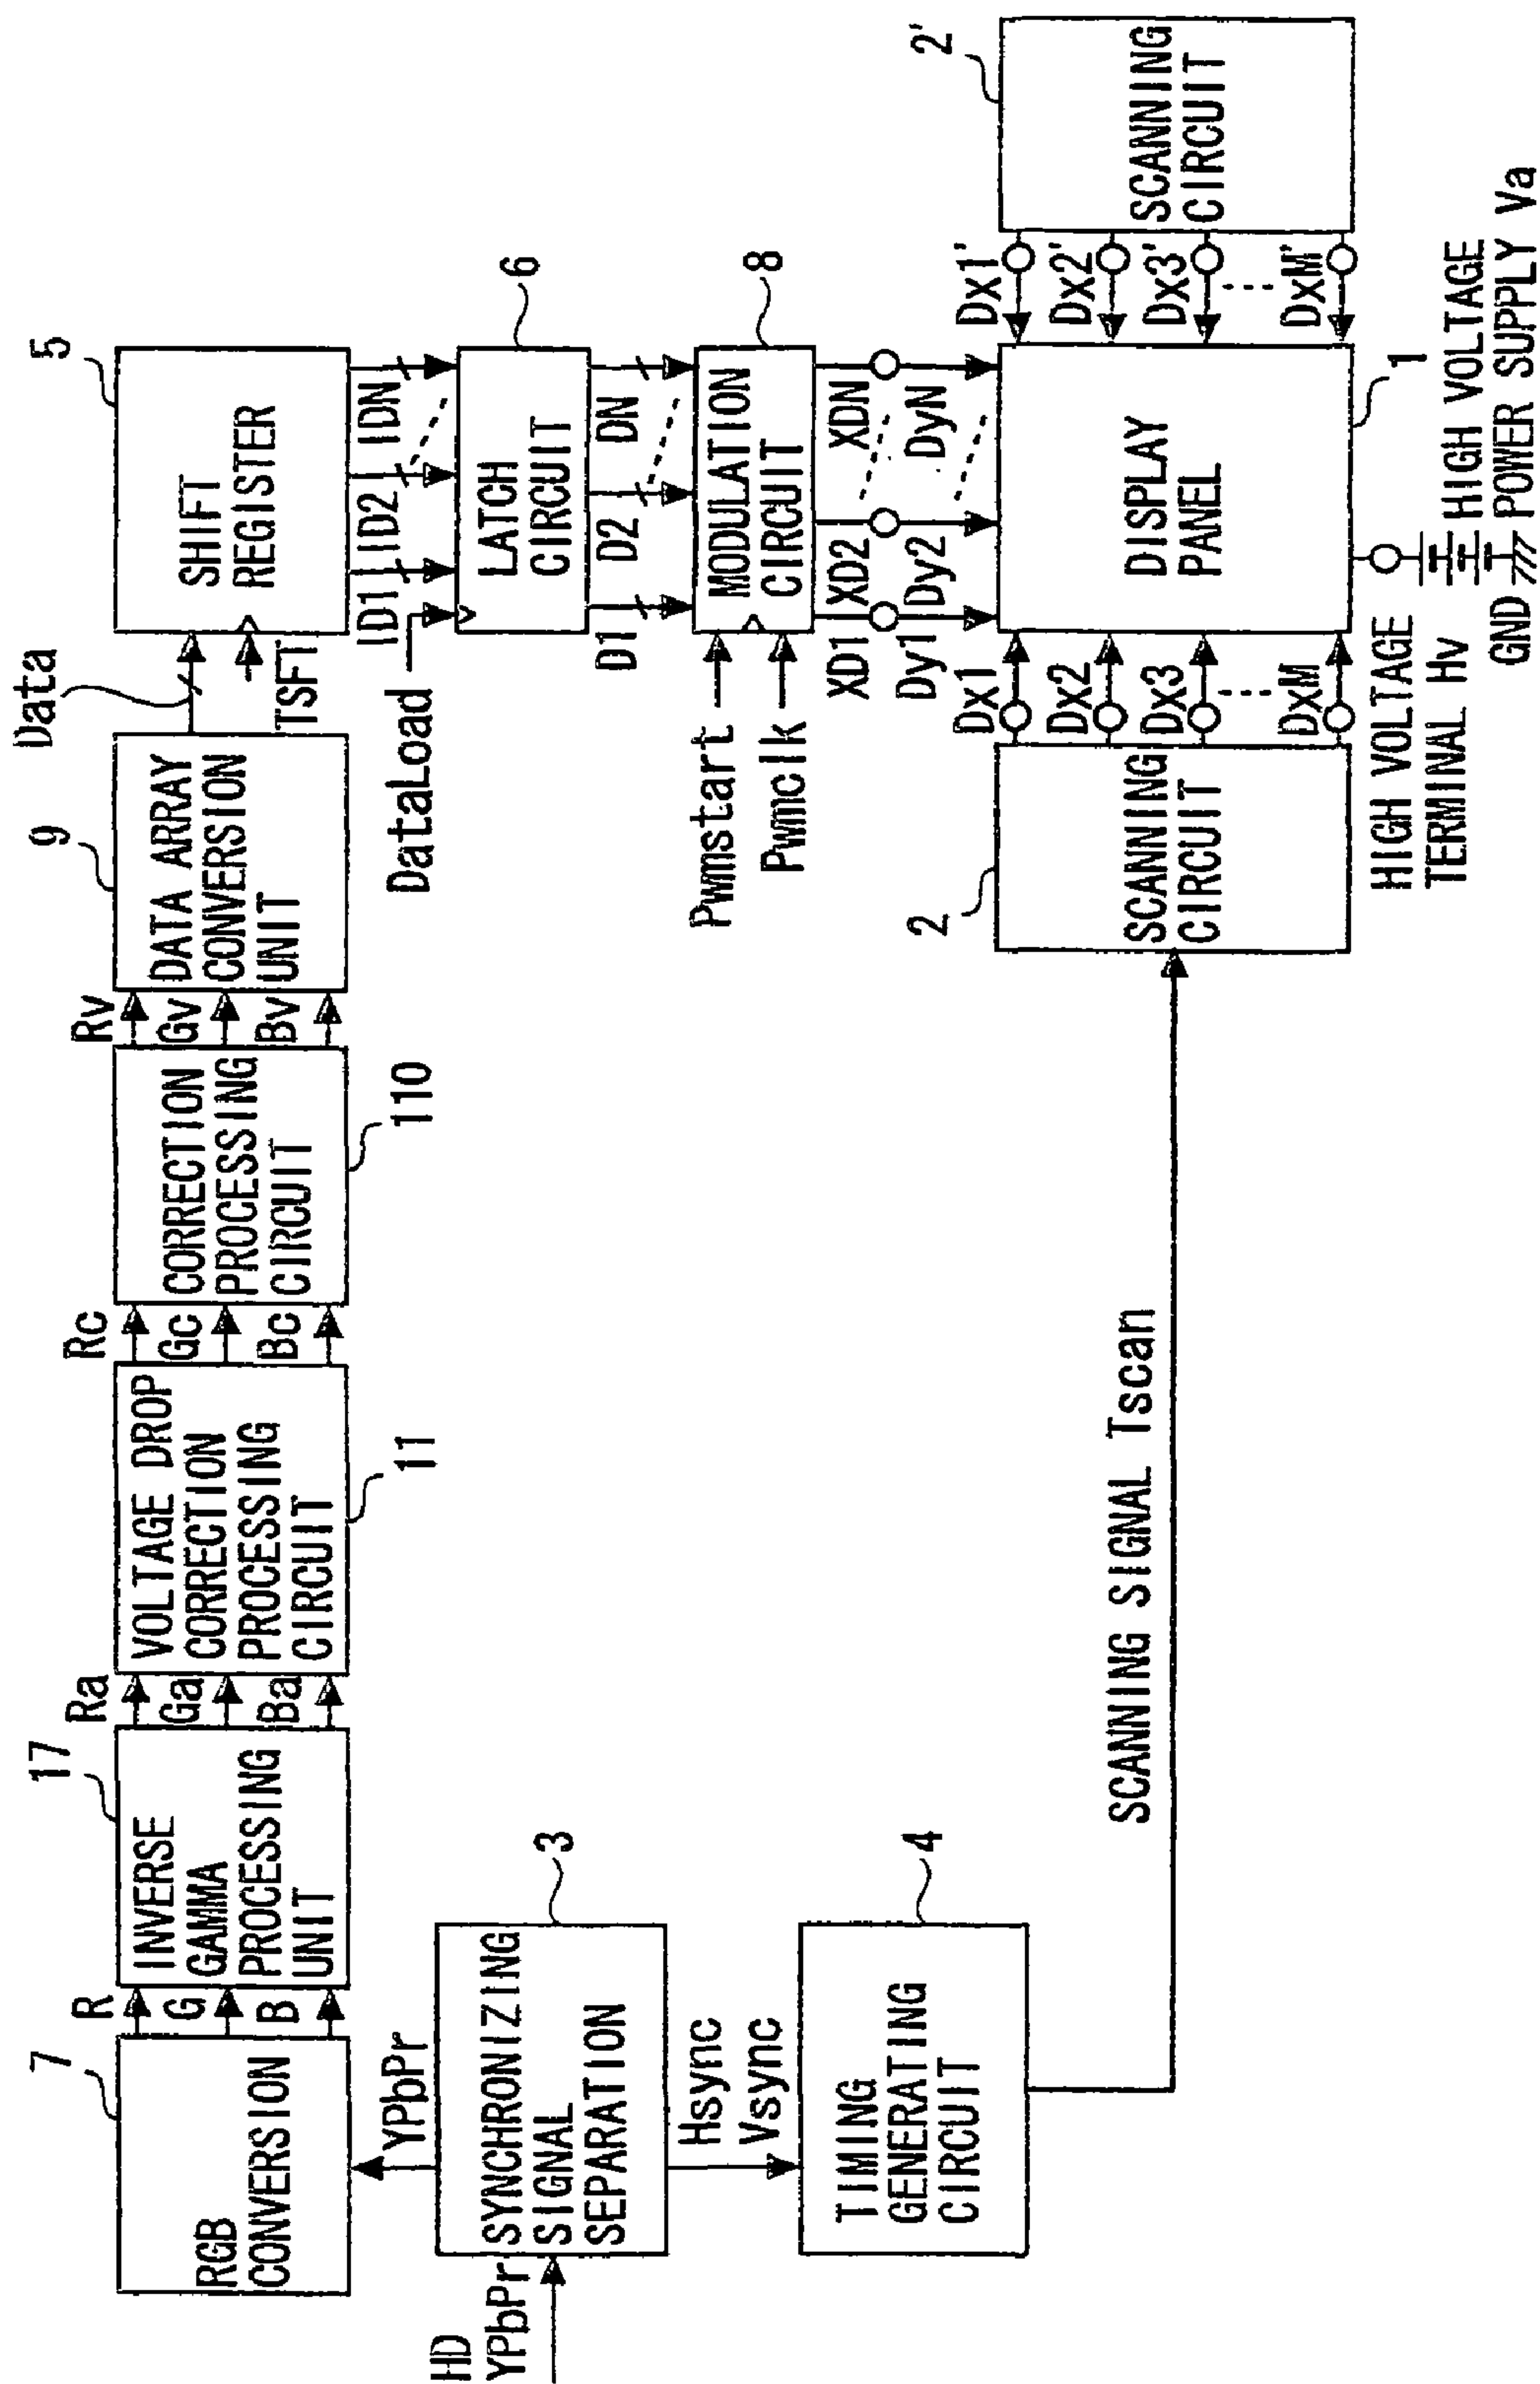 7
RGB
CONVERSION
R
G
B
17
INVERSE
GAMMA
PROCESSING
UNIT
Ra
Ga
Ba
VOLTAGE DROP
CORRECTION
PROCESSING
CIRCUIT
11
Rc
Gc
Bc
CORRECTION
PROCESSING
CIRCUIT
110
Rv
Gv
Bv
9
DATA ARRAY
CONVERSION
UNIT
Data
TSFT
5
SHIFT
REGISTER
ID1
ID2
IDN
DataLoad
6
LATCH
CIRCUIT
D1
D2
DN
Pwmstart
Pwmclk
8
MODULATION
CIRCUIT
XD1
XD2
XDN
Dy1
Dy2
DyN
HD
YPbPr
YPbPr
3
SYNCHRONIZING
SIGNAL
SEPARATION
Hsync
Vsync
4
TIMING
GENERATING
CIRCUIT
SCANNING SIGNAL Tscan
2
SCANNING
CIRCUIT
Dx1
Dx2
Dx3
DxM
DISPLAY
PANEL
1
Dx1'
Dx2'
Dx3'
DxM'
2'
SCANNING
CIRCUIT
HIGH VOLTAGE
TERMINAL Hv
GND
HIGH VOLTAGE
POWER SUPPLY Va